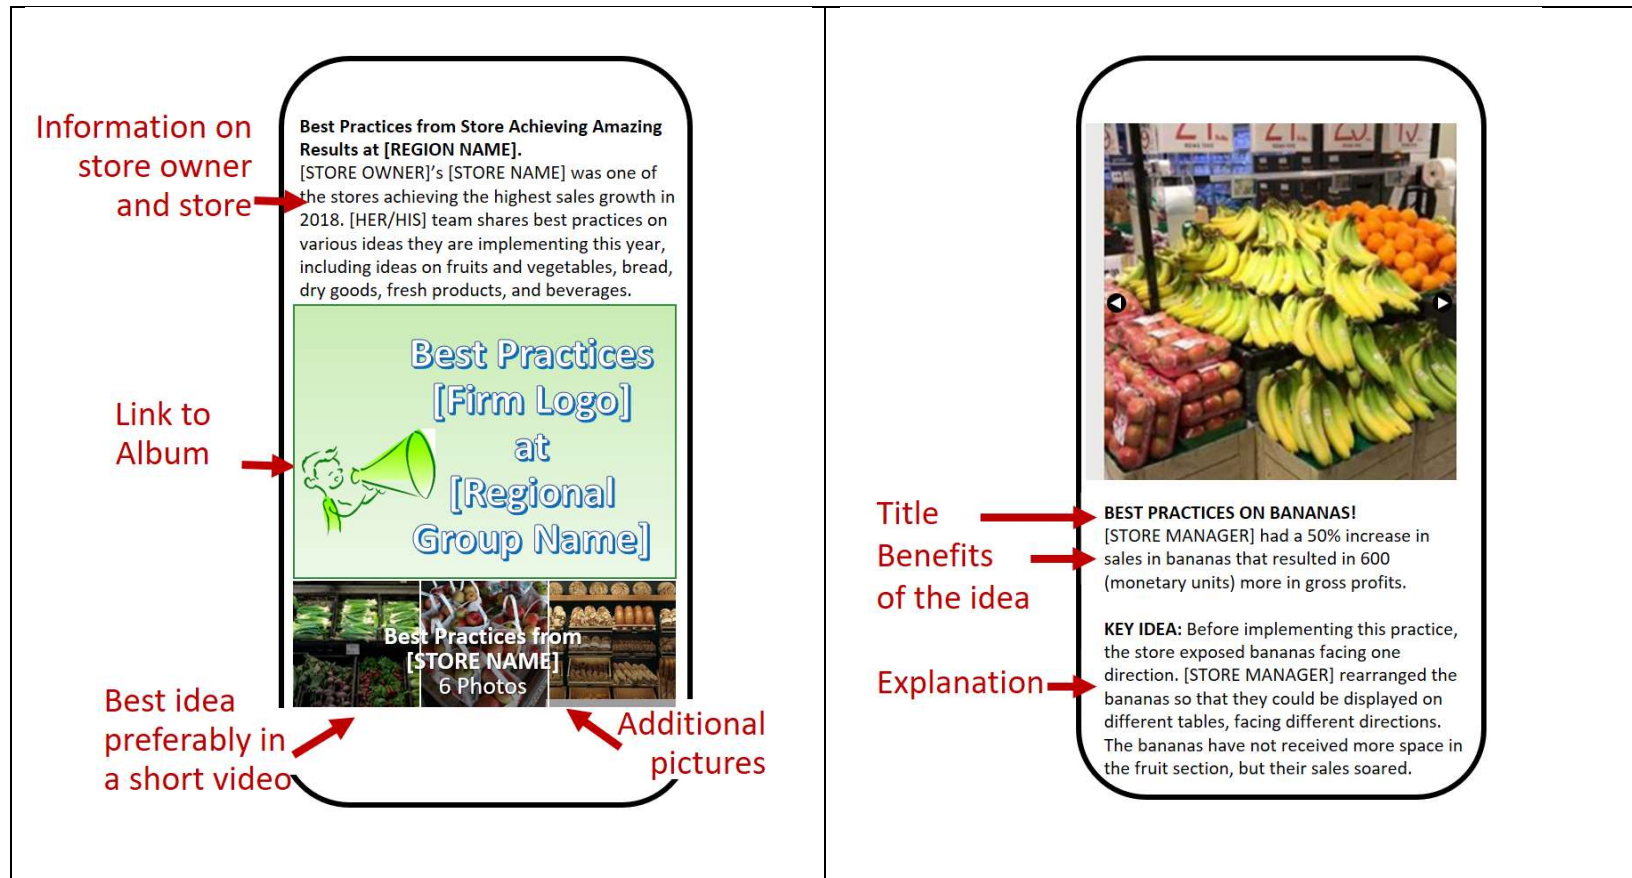 Information on
store owner
and store
Best Practices from Store Achieving Amazing
Results at [REGION NAME].
[STORE OWNER]’s [STORE NAME] was one of
the stores achieving the highest sales growth in
2018. [HER/HIS] team shares best practices on
various ideas they are implementing this year,
including ideas on fruits and vegetables, bread,
dry goods, fresh products, and beverages.
Link to
Album
Best Practices
[Firm Logo]
at
[Regional
Group Name]
Best Practices from
[STORE NAME]
6 Photos
Best idea
preferably in
a short video
Additional
pictures
Title
Benefits
of the idea
Explanation
BEST PRACTICES ON BANANAS!
[STORE MANAGER] had a 50% increase in
sales in bananas that resulted in 600
(monetary units) more in gross profits.
KEY IDEA: Before implementing this practice,
the store exposed bananas facing one
direction. [STORE MANAGER] rearranged the
bananas so that they could be displayed on
different tables, facing different directions.
The bananas have not received more space in
the fruit section, but their sales soared.